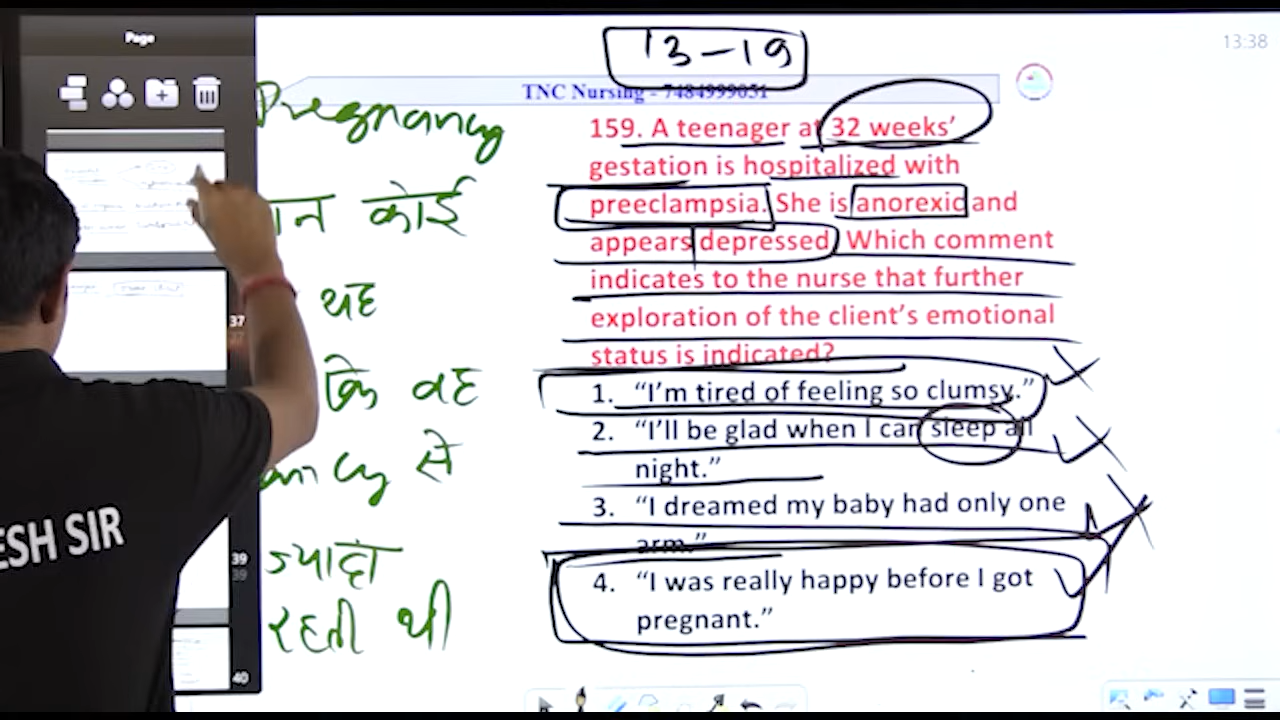 Page
13-19
13:38
TNC Nursing - 7484999051
Pregnancy
कोई
यह
कि वह
से
ज्यादा
रहती थी
159. A teenager at 32 weeks'
gestation is hospitalized with
preeclampsia. She is anorexic and
appears depressed. Which comment
indicates to the nurse that further
exploration of the client's emotional
status is indicated?
1. "I'm tired of feeling so clumsy."
2. "I'll be glad when I can sleep all
night."
3. "I dreamed my baby had only one
arm."
4. "I was really happy before I got
pregnant."
37
39
39
40
ESH SIR